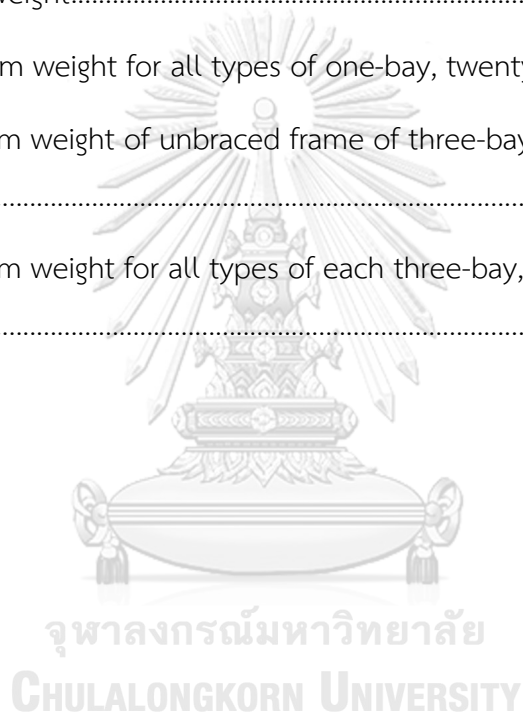 m weight for all types of one-bay, twenty
m weight of unbraced frame of three-bay
................................................................................
m weight for all types of each three-bay,
................................................................................
จุฬาลงกรณ์มหาวิทยาลัย
CHULALONGKORN UNIVERSITY